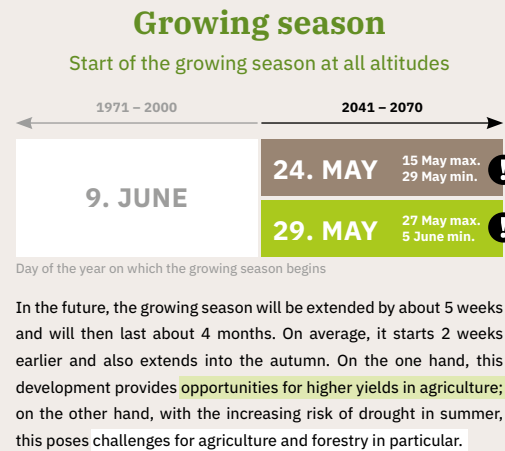 Growing season
Start of the growing season at all altitudes
1971 – 2000
2041 – 2070
9. JUNE
24. MAY
15 May max.
29 May min.
!
29. MAY
27 May max.
5 June min.
!
Day of the year on which the growing season begins
In the future, the growing season will be extended by about 5 weeks
and will then last about 4 months. On average, it starts 2 weeks
earlier and also extends into the autumn. On the one hand, this
development provides opportunities for higher yields in agriculture;
on the other hand, with the increasing risk of drought in summer,
this poses challenges for agriculture and forestry in particular.